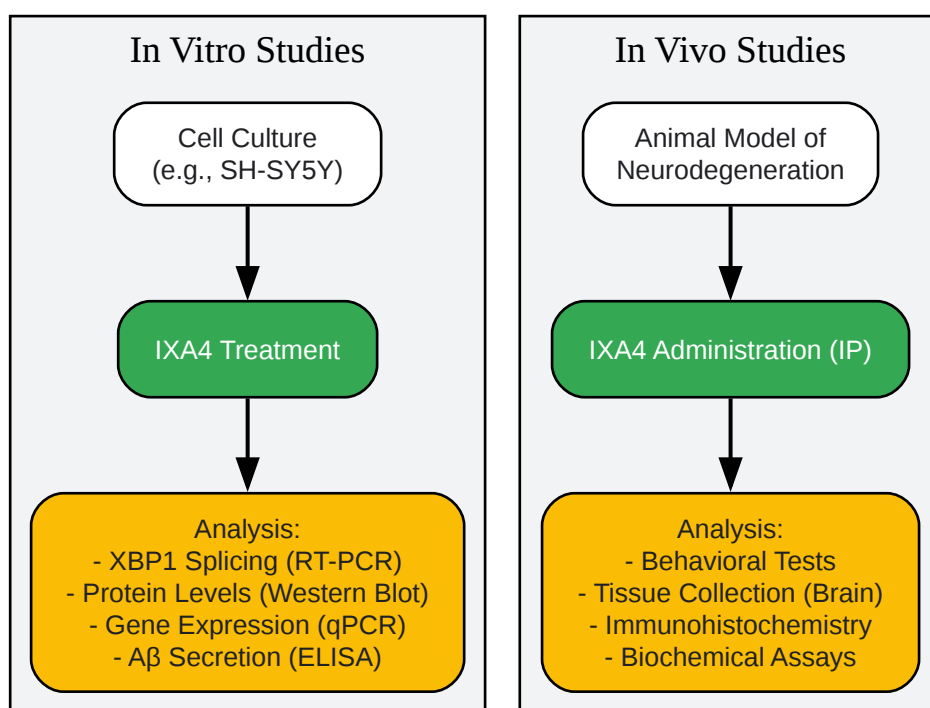 In Vitro Studies
Cell Culture
(e.g., SH-SY5Y)
IXA4 Treatment
Analysis:
- XBP1 Splicing (RT-PCR)
- Protein Levels (Western Blot)
- Gene Expression (qPCR)
- Aβ Secretion (ELISA)
In Vivo Studies
Animal Model of
Neurodegeneration
IXA4 Administration (IP)
Analysis:
- Behavioral Tests
- Tissue Collection (Brain)
- Immunohistochemistry
- Biochemical Assays